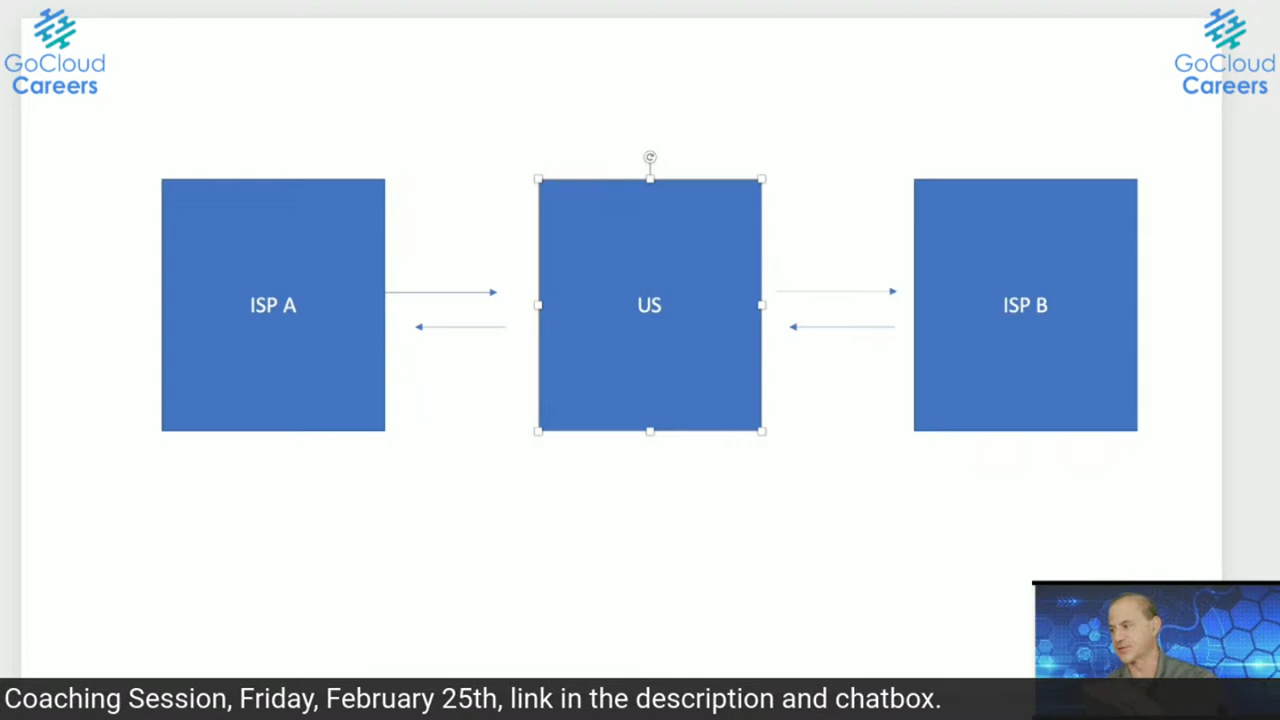 GoCloud
Careers
GoCloud
Careers
ISP A
US
ISP B
Coaching Session, Friday, February 25th, link in the description and chatbox.